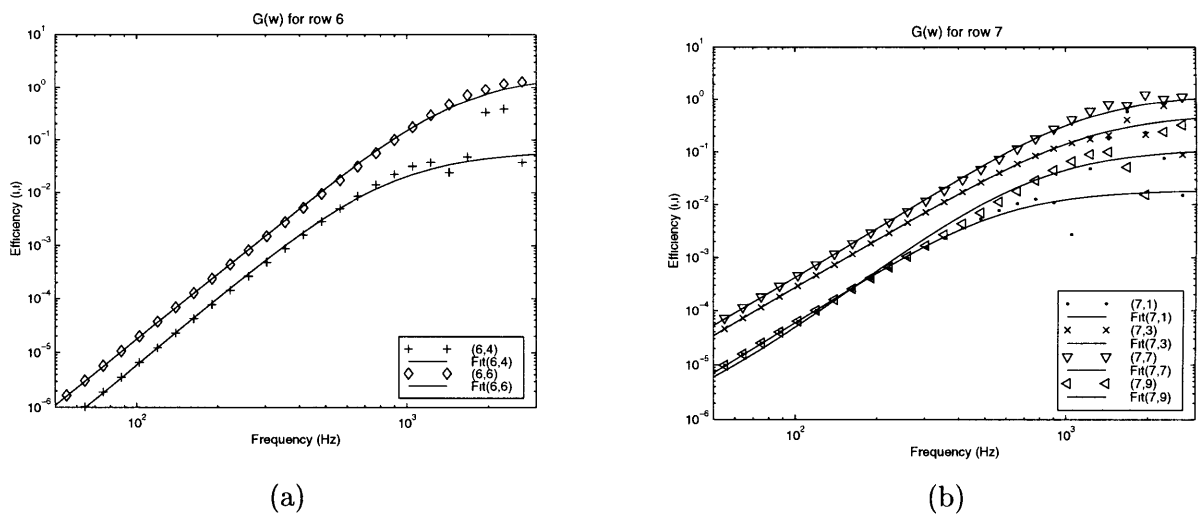 G(w) for row 6
10^1
10^0
10^-1
10^-2
10^-3
10^-4
10^-5
10^-6
Efficiency (i,i)
10^2
10^3
Frequency (Hz)
(6,4)
Fit(6,4)
(6,6)
Fit(6,6)
(a)
G(w) for row 7
10^1
10^0
10^-1
10^-2
10^-3
10^-4
10^-5
10^-6
Efficiency (i,i)
10^2
10^3
Frequency (Hz)
(7,1)
Fit(7,1)
(7,3)
Fit(7,3)
(7,7)
Fit(7,7)
(7,9)
Fit(7,9)
(b)